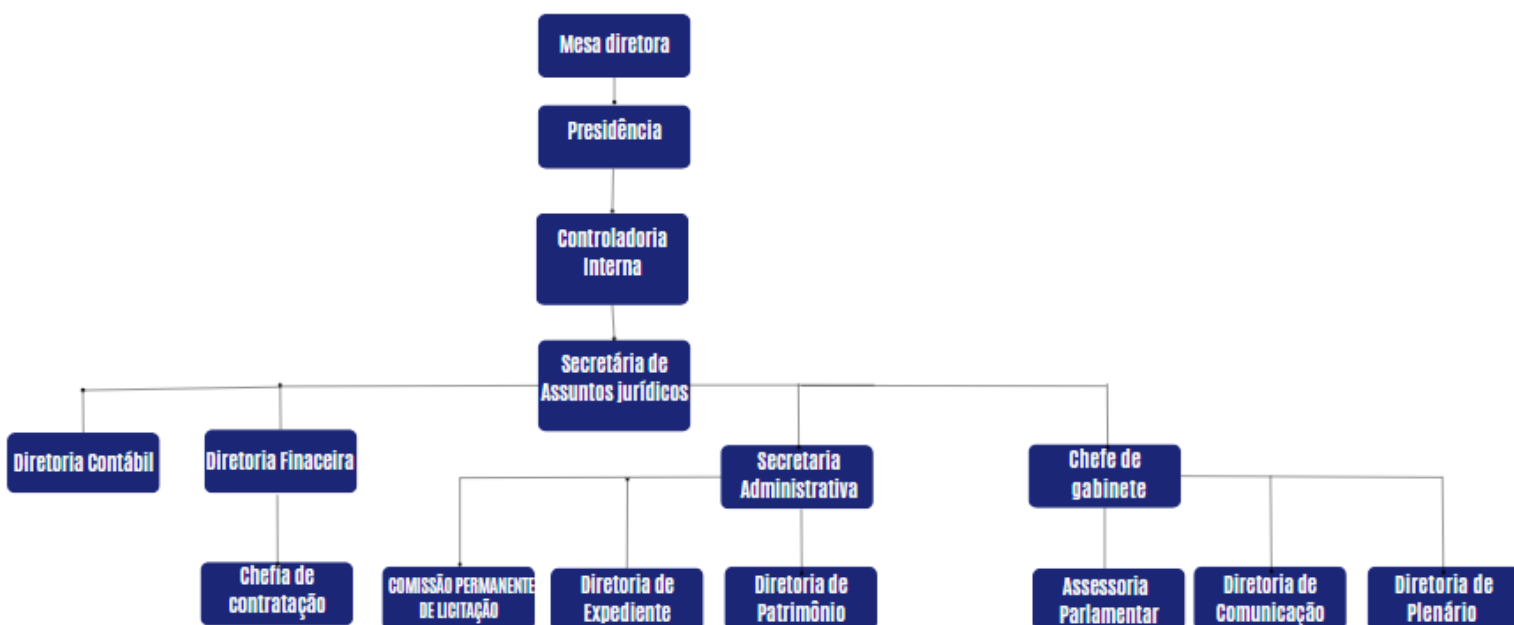 Mesa diretora
Presidência
Controladoria
Interna
Secretária de
Assuntos jurídicos
Diretoria Contábil
Diretoria Finaceira
Secretaria
Administrativa
Chefe de
gabinete
Chefia de
contratação
COMISSÃO PERMANENTE
DE LICITAÇÃO
Diretoria de
Expediente
Diretoria de
Patrimônio
Assessoria
Parlamentar
Diretoria de
Comunicação
Diretoria de
Plenário